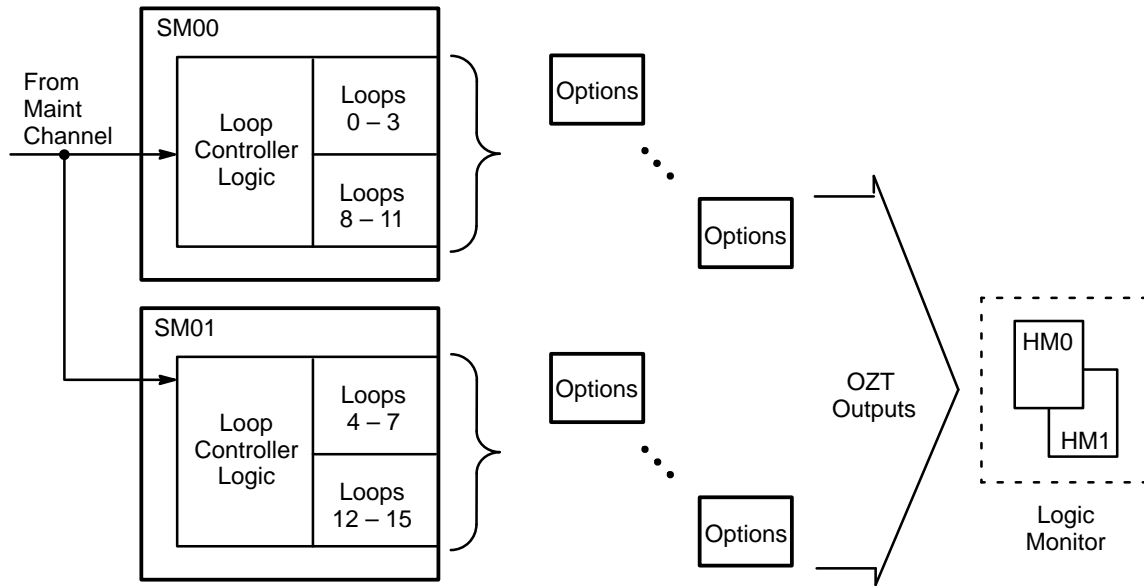 SM00
From
Maint
Channel
Loop
Controller
Logic
Loops
0 – 3
Loops
8 – 11
Options
Options
SM01
Loop
Controller
Logic
Loops
4 – 7
Loops
12 – 15
Options
Options
OZT
Outputs
HM0
HM1
Logic
Monitor